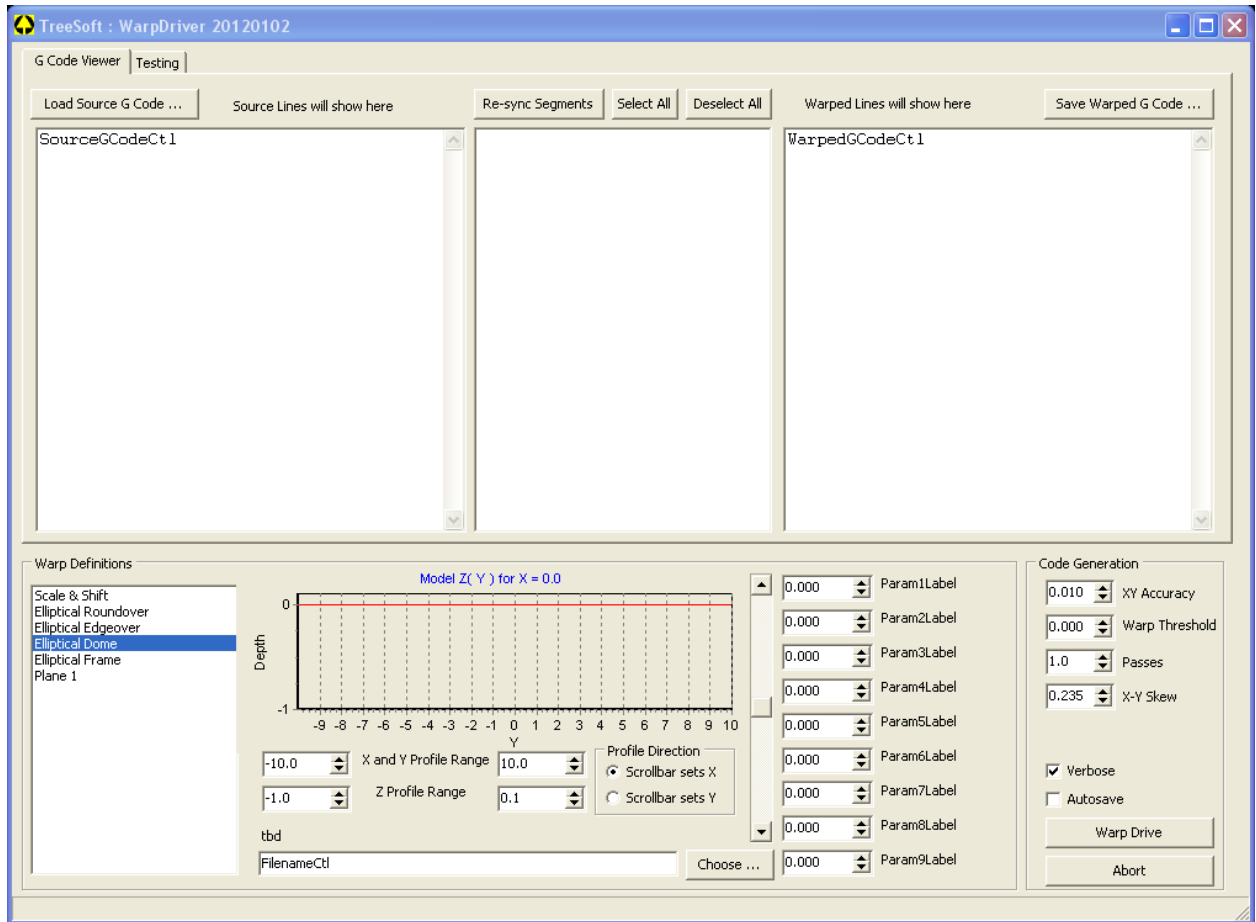 TreeSoft : WarpDriver 20120102
G Code Viewer
Testing
Load Source G Code ...
Source Lines will show here
Re-sync Segments
Select All
Deselect All
Warped Lines will show here
Save Warped G Code ...
SourceGCodeCtl
WarpedGCodeCtl
Warp Definitions
Scale & Shift
Elliptical Roundover
Elliptical Edgeover
Elliptical Dome
Elliptical Frame
Plane 1
Model Z( Y ) for X = 0.0
Depth
0
-1
-9 -8 -7 -6 -5 -4 -3 -2 -1 0 1 2 3 4 5 6 7 8 9 10
Y
-10.0 X and Y Profile Range 10.0
-1.0 Z Profile Range 0.1
Profile Direction
Scrollbar sets X
Scrollbar sets Y
tbd
FilenameCtl
Choose ...
0.000 Param1Label
0.000 Param2Label
0.000 Param3Label
0.000 Param4Label
0.000 Param5Label
0.000 Param6Label
0.000 Param7Label
0.000 Param8Label
0.000 Param9Label
Code Generation
0.010 XY Accuracy
0.000 Warp Threshold
1.0 Passes
0.235 X-Y Skew
Verbose
Autosave
Warp Drive
Abort